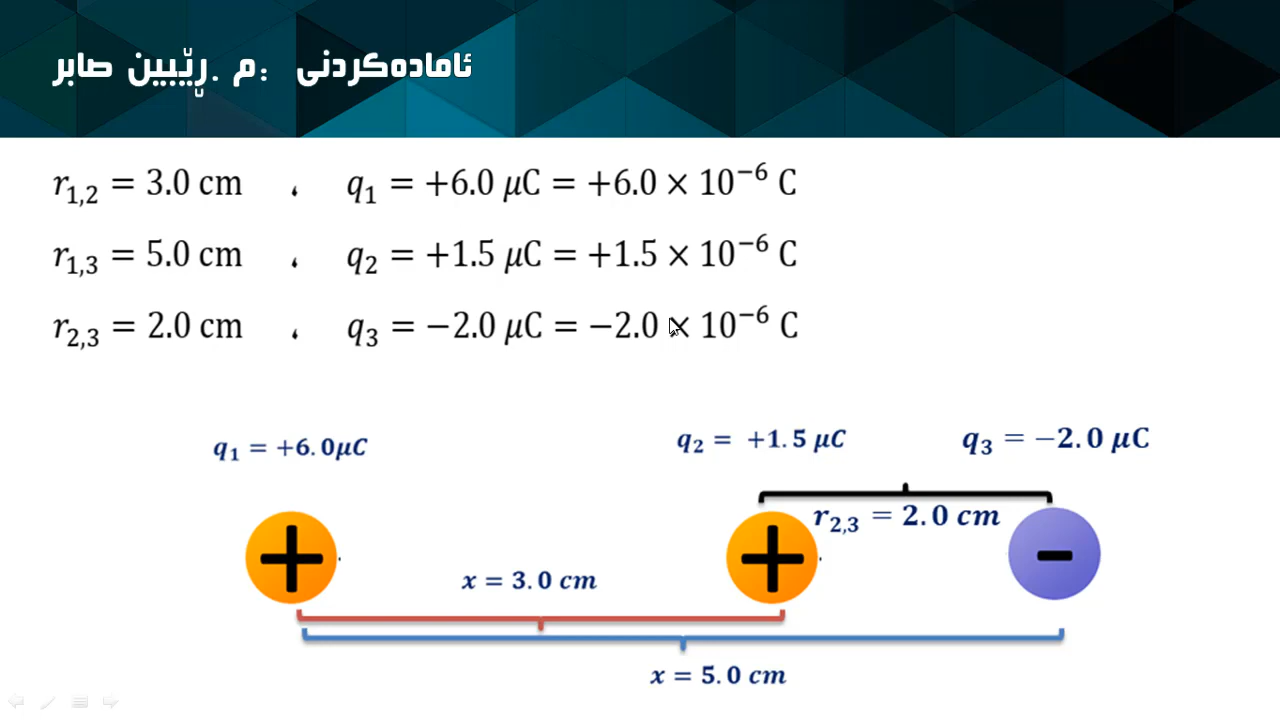 ئامادەکردنی :م .ڕێبین صابر
r₁,₂ = 3.0 cm ، q₁ = +6.0 μC = +6.0 × 10⁻⁶ C
r₁,₃ = 5.0 cm ، q₂ = +1.5 μC = +1.5 × 10⁻⁶ C
r₂,₃ = 2.0 cm ، q₃ = −2.0 μC = −2.0 × 10⁻⁶ C
q₁ = +6.0μC
q₂ = +1.5 μC
q₃ = −2.0 μC
r₂,₃ = 2.0 cm
+
+
-
x = 3.0 cm
x = 5.0 cm